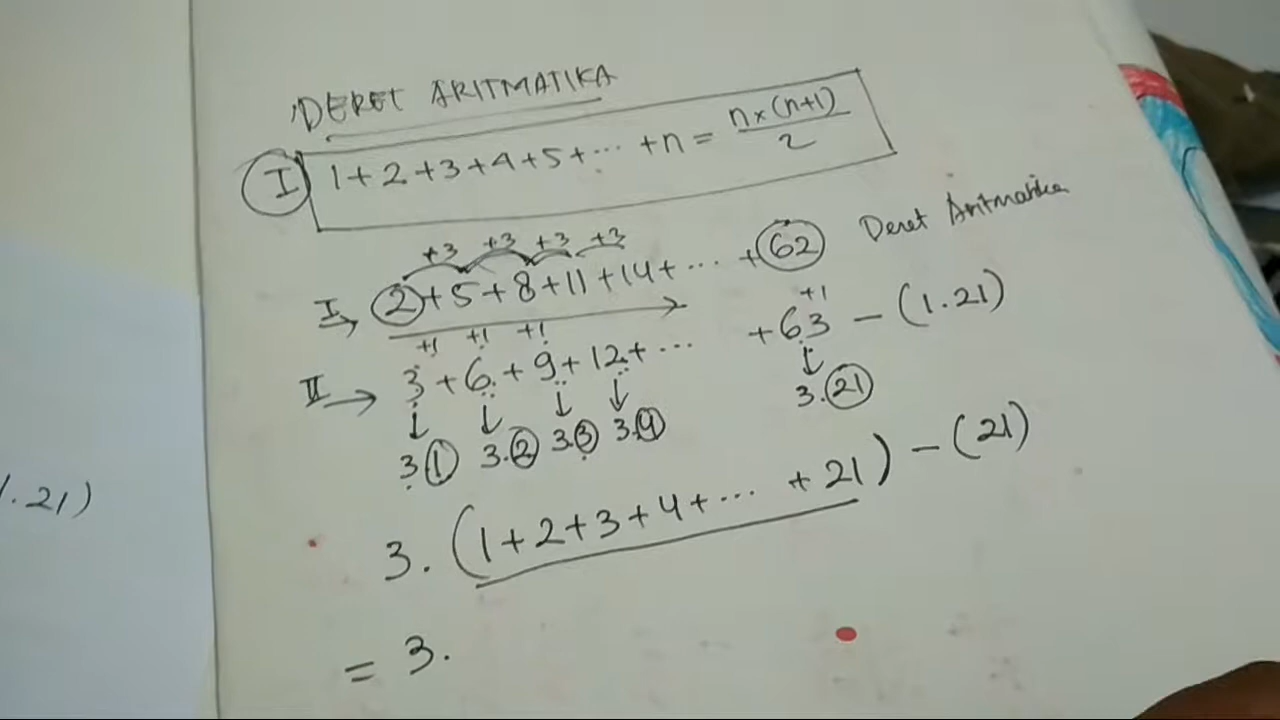 DERET ARITMATIKA
I 1+2+3+4+5+... +n = n×(n+1)/2
+3 +3 +3 +3
I → 2+5+8+11+14+... +62 Deret Aritmatika
+1 +1 +1 +1
II → 3+6+9+12+... +63 - (1.21)
↓ ↓ ↓ ↓ ↓
3.1 3.2 3.3 3.4 3.21
3. (1+2+3+4+... +21) - (21)
.21)
= 3.